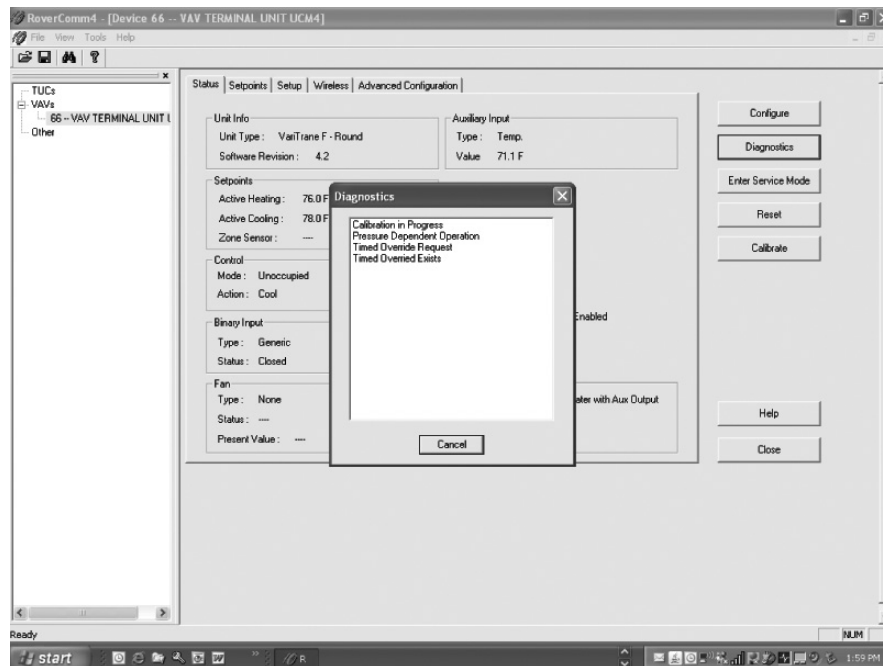 RoverComm4 - [Device 66 -- VAV TERMINAL UNIT UCM4]
File View Tools Help
TUCs
VAVs
66 -- VAV TERMINAL UNIT U
Other
Status Setpoints Setup Wireless Advanced Configuration
Unit Info
Unit Type : VariTrane F - Round
Software Revision : 4.2
Auxiliary Input
Type : Temp.
Value 71.1 F
Setpoints
Active Heating : 76.0 F
Active Cooling : 78.0 F
Zone Sensor : ----
Control
Mode : Unoccupied
Action : Cool
Binary Input
Type : Generic
Status : Closed
Fan
Type : None
Status : ----
Present Value : ----
Enabled
ater with Aux Output
Diagnostics
Calibration in Progress
Pressure Dependent Operation
Timed Override Request
Timed Overried Exists
Cancel
Configure
Diagnostics
Enter Service Mode
Reset
Calibrate
Help
Close
Ready
NUM
start
R
1:59 PM